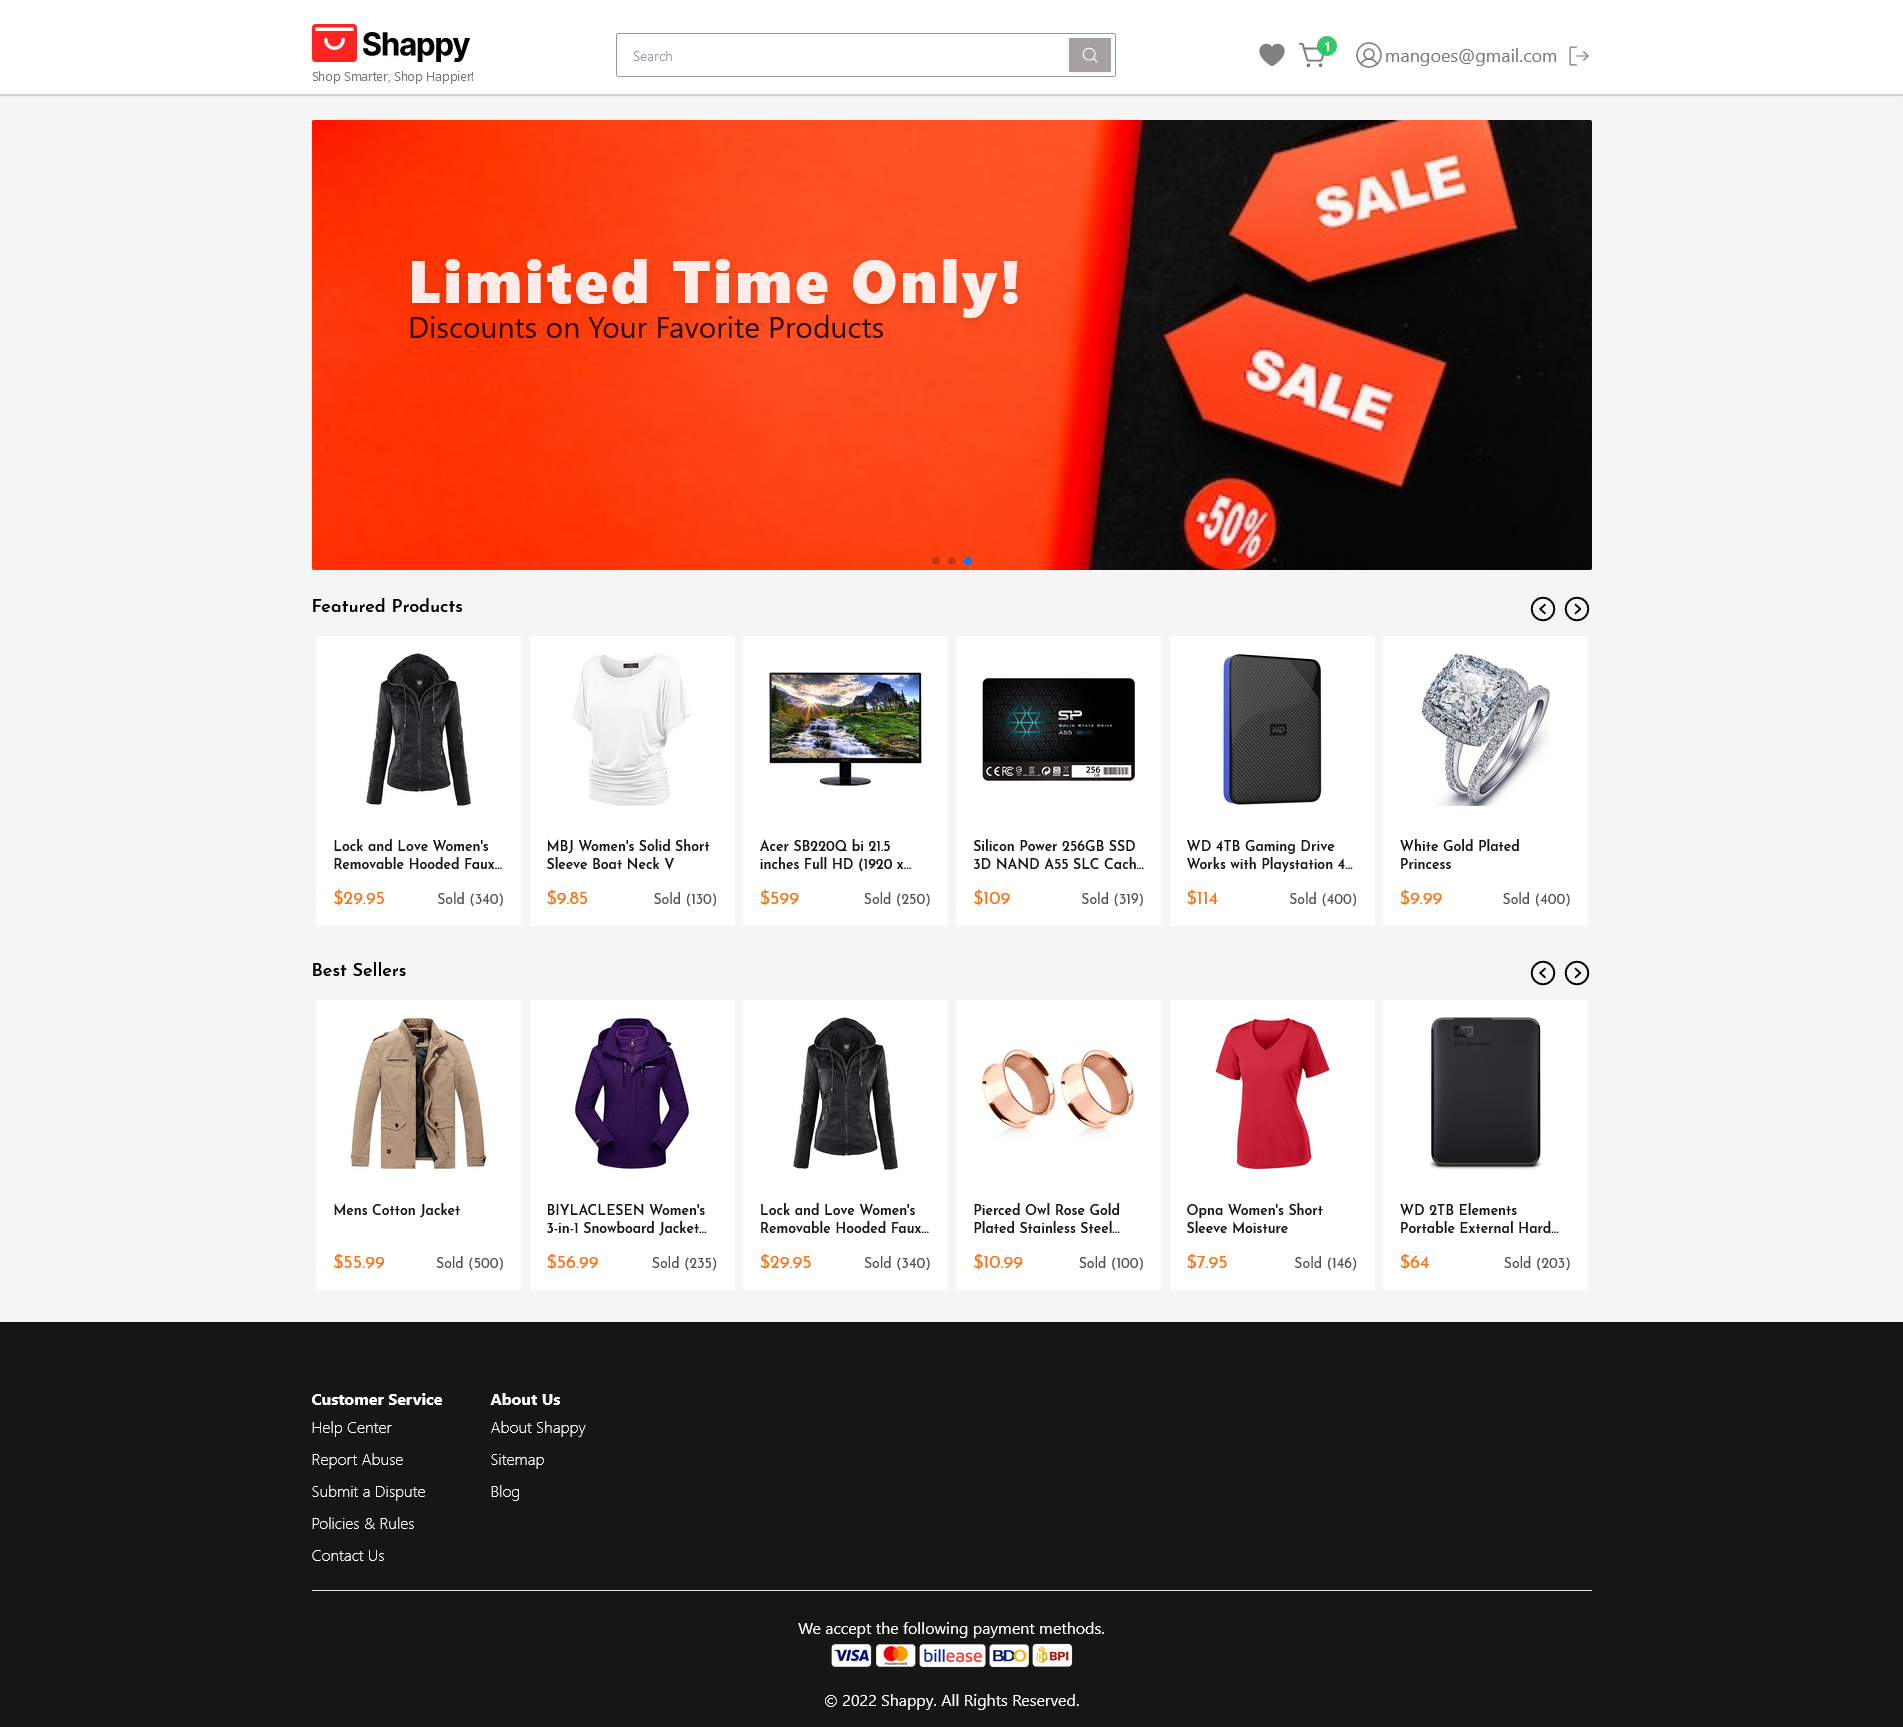 Shappy
Shop Smarter, Shop Happier!
Search
1
mangoes@gmail.com
SALE
Limited Time Only!
Discounts on Your Favorite Products
SALE
-50%
Featured Products
SP
SOLID STATE DRIVE
A55
256
GB
WD
Lock and Love Women's
Removable Hooded Faux...
$29.95 Sold (340)
MBJ Women's Solid Short
Sleeve Boat Neck V
$9.85 Sold (130)
Acer SB220Q bi 21.5
inches Full HD (1920 x...
$599 Sold (250)
Silicon Power 256GB SSD
3D NAND A55 SLC Cach...
$109 Sold (319)
WD 4TB Gaming Drive
Works with Playstation 4...
$114 Sold (400)
White Gold Plated
Princess
$9.99 Sold (400)
Best Sellers
Mens Cotton Jacket
$55.99 Sold (500)
BIYLACLESEN Women's
3-in-1 Snowboard Jacket...
$56.99 Sold (235)
Lock and Love Women's
Removable Hooded Faux...
$29.95 Sold (340)
Pierced Owl Rose Gold
Plated Stainless Steel...
$10.99 Sold (100)
Opna Women's Short
Sleeve Moisture
$7.95 Sold (146)
WD 2TB Elements
Portable External Hard...
$64 Sold (203)
Customer Service
Help Center
Report Abuse
Submit a Dispute
Policies & Rules
Contact Us
About Us
About Shappy
Sitemap
Blog
We accept the following payment methods.
VISA mastercard billease BDO BPI
© 2022 Shappy. All Rights Reserved.